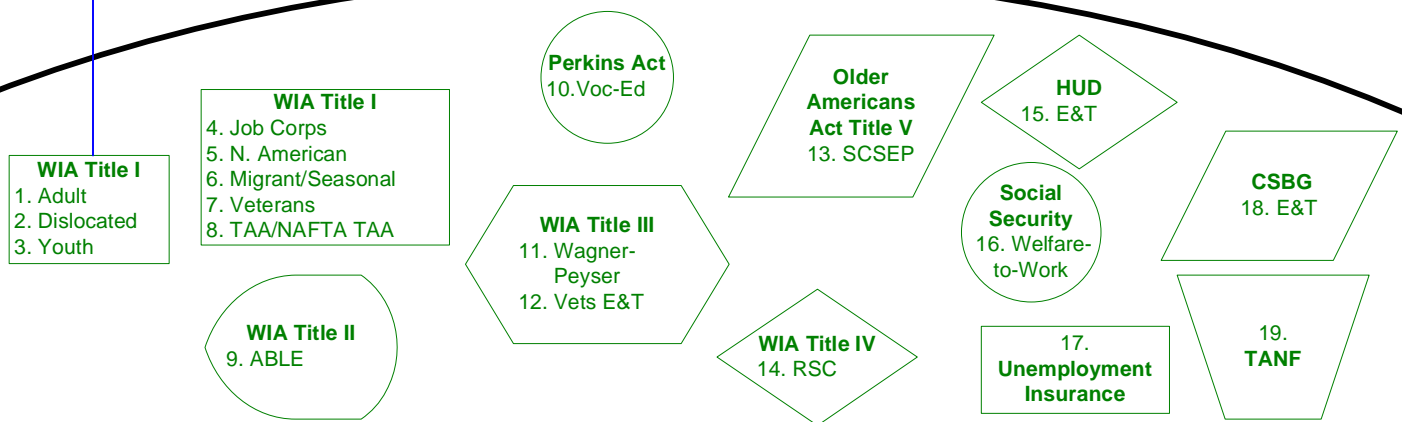 WIA Title I
1. Adult
2. Dislocated
3. Youth
WIA Title I
4. Job Corps
5. N. American
6. Migrant/Seasonal
7. Veterans
8. TAA/NAFTA TAA
WIA Title II
9. ABLE
Perkins Act
10.Voc-Ed
WIA Title III
11. Wagner-
Peyser
12. Vets E&T
Older
Americans
Act Title V
13. SCSEP
WIA Title IV
14. RSC
HUD
15. E&T
Social
Security
16. Welfare-
to-Work
17.
Unemployment
Insurance
CSBG
18. E&T
19.
TANF